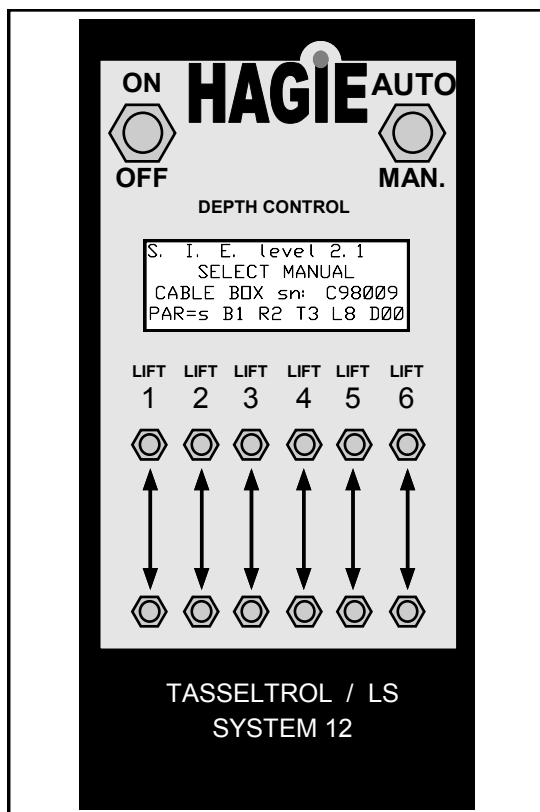 HAGIE
ON AUTO
OFF MAN.
DEPTH CONTROL
S. I. E. level 2.1
SELECT MANUAL
CABLE BOX sn: C98009
PAR=s B1 R2 T3 L8 D00
LIFT LIFT LIFT LIFT LIFT LIFT
1 2 3 4 5 6
TASSELTROL / LS
SYSTEM 12